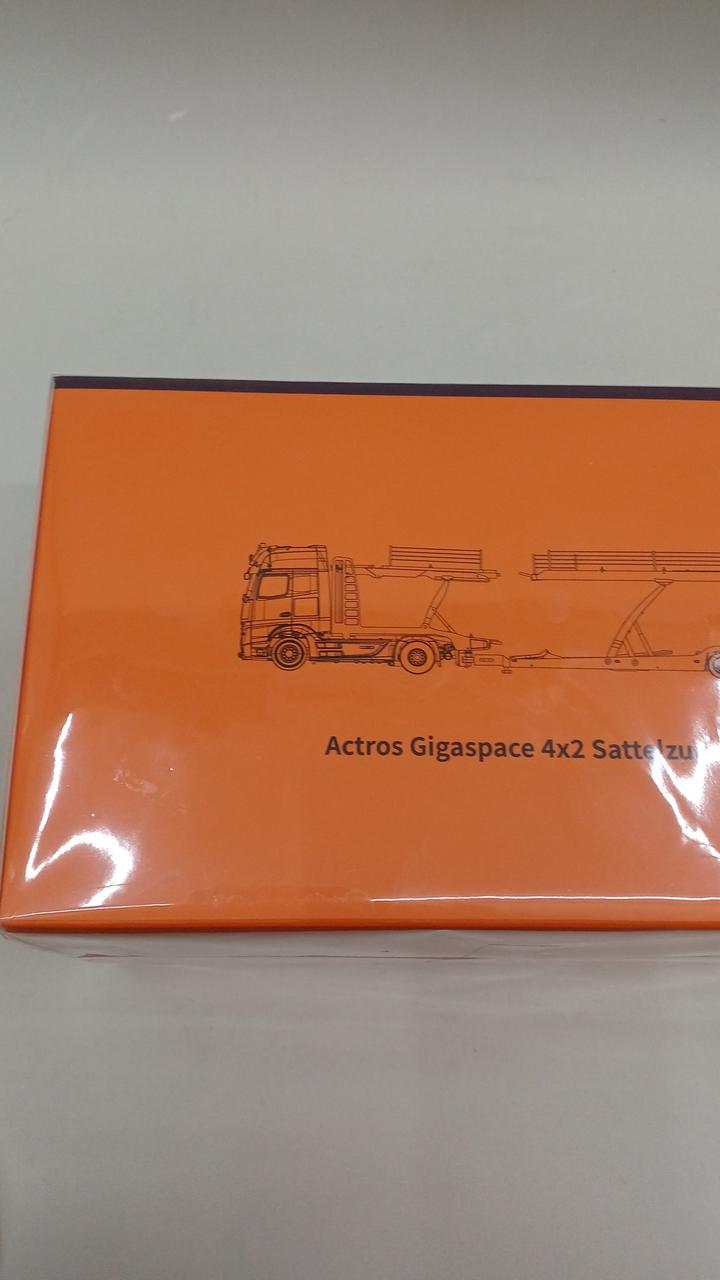 Actros Gigaspace 4x2 Sattelzu